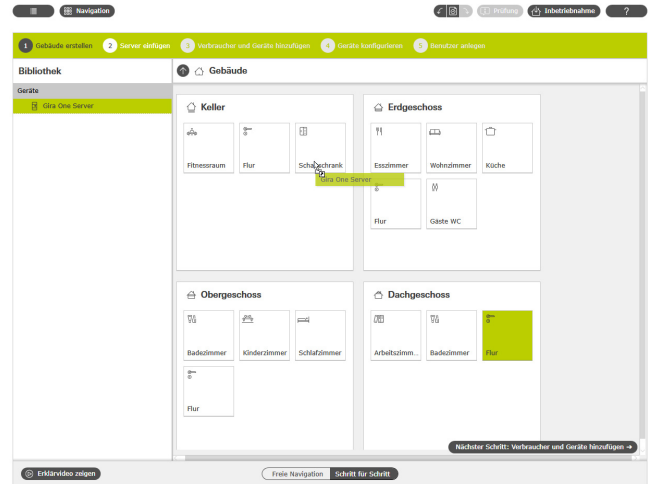 Navigation
Prüfung
Inbetriebnahme
?
1 Gebäude erstellen
2 Server einfügen
3 Verbraucher und Geräte hinzufügen
4 Geräte konfigurieren
5 Benutzer anlegen
Bibliothek
Gebäude
Geräte
Gira One Server
Keller
Fitnessraum
Flur
Schaltschrank
Gira One Server
Erdgeschoss
Esszimmer
Wohnzimmer
Küche
Flur
Gäste WC
Obergeschoss
Badezimmer
Kinderzimmer
Schlafzimmer
Flur
Dachgeschoss
Arbeitszimm...
Badezimmer
Flur
Nächster Schritt: Verbraucher und Geräte hinzufügen →
Erklärvideo zeigen
Freie Navigation
Schritt für Schritt